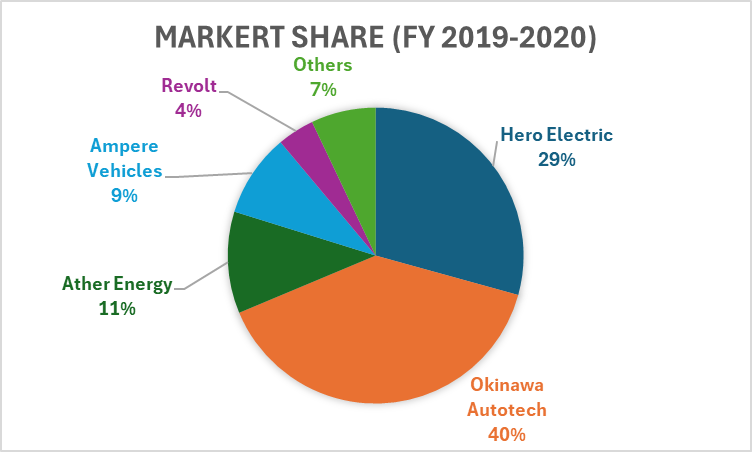 MARKERT SHARE (FY 2019-2020)
Others
7%
Revolt
4%
Hero Electric
29%
Ampere
Vehicles
9%
Ather Energy
11%
Okinawa
Autotech
40%